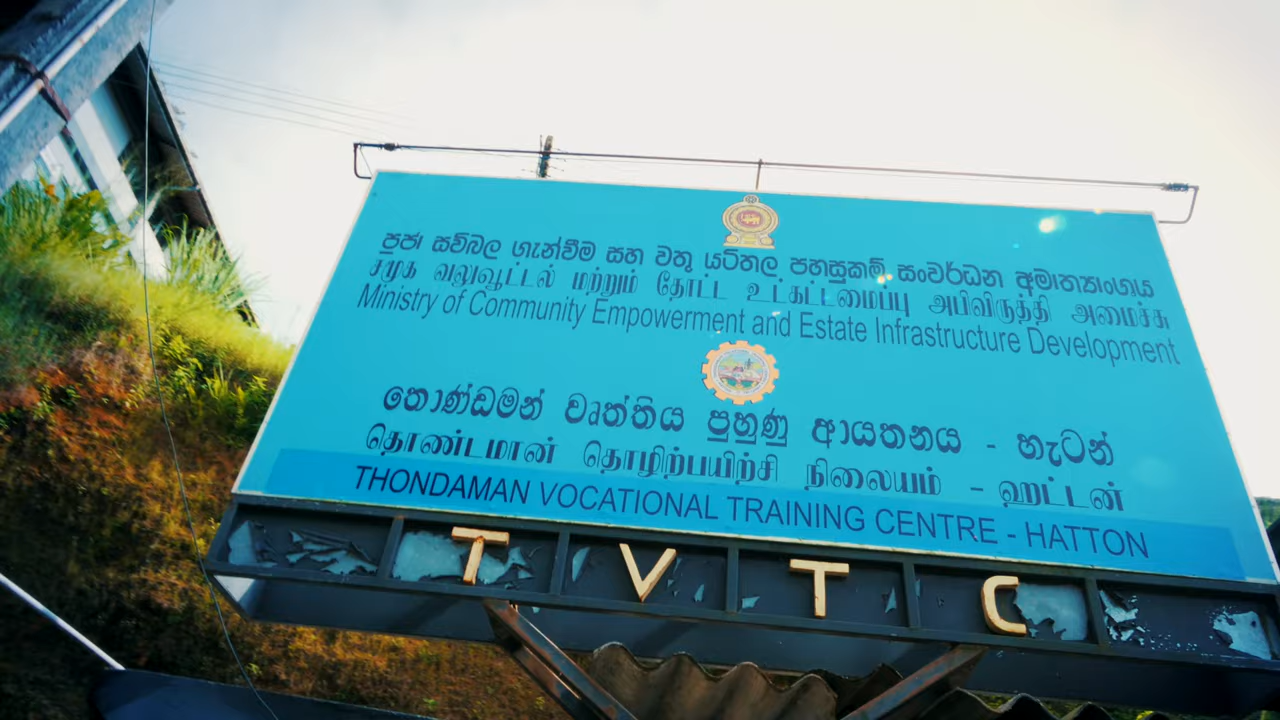 ප්‍රජා සවිබල ගැන්වීම සහ වතු යටිතල පහසුකම් සංවර්ධන අමාත්‍යාංශය
சமூக வலுவூட்டல் மற்றும் தோட்ட உட்கட்டமைப்பு அபிவிருத்தி அமைச்சு
Ministry of Community Empowerment and Estate Infrastructure Development
තොණ්ඩමන් වෘත්තිය පුහුණු ආයතනය - හැටන්
தொண்டமான் தொழிற்பயிற்சி நிலையம் - ஹட்டன்
THONDAMAN VOCATIONAL TRAINING CENTRE - HATTON
T V T C